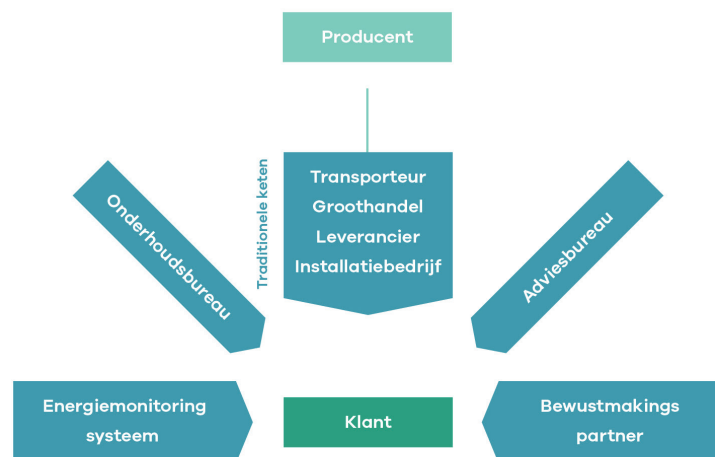 Producent
Traditionele keten
Transporteur
Groothandel
Leverancier
Installatiebedrijf
Onderhoudsbureau
Adviesbureau
Energiemonitoring
systeem
Klant
Bewustmakings
partner